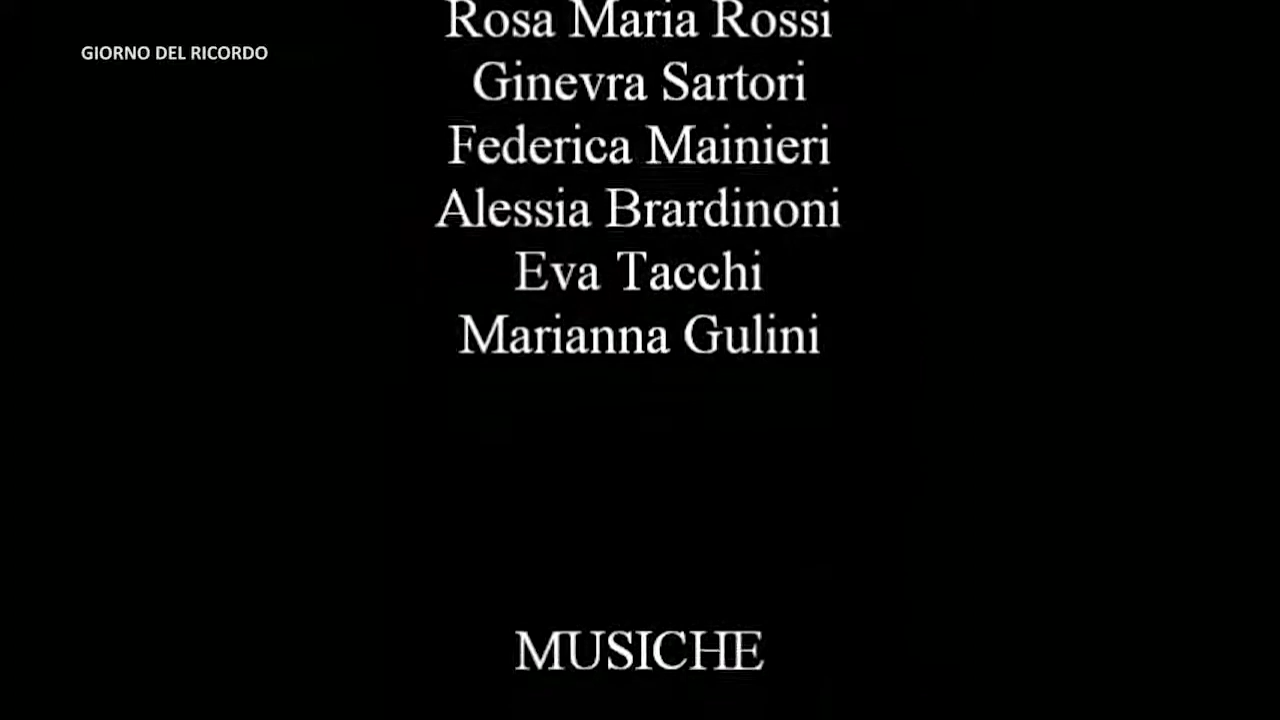 Rosa Maria Rossi
GIORNO DEL RICORDO
Ginevra Sartori
Federica Mainieri
Alessia Brardinoni
Eva Tacchi
Marianna Gulini
MUSICHE